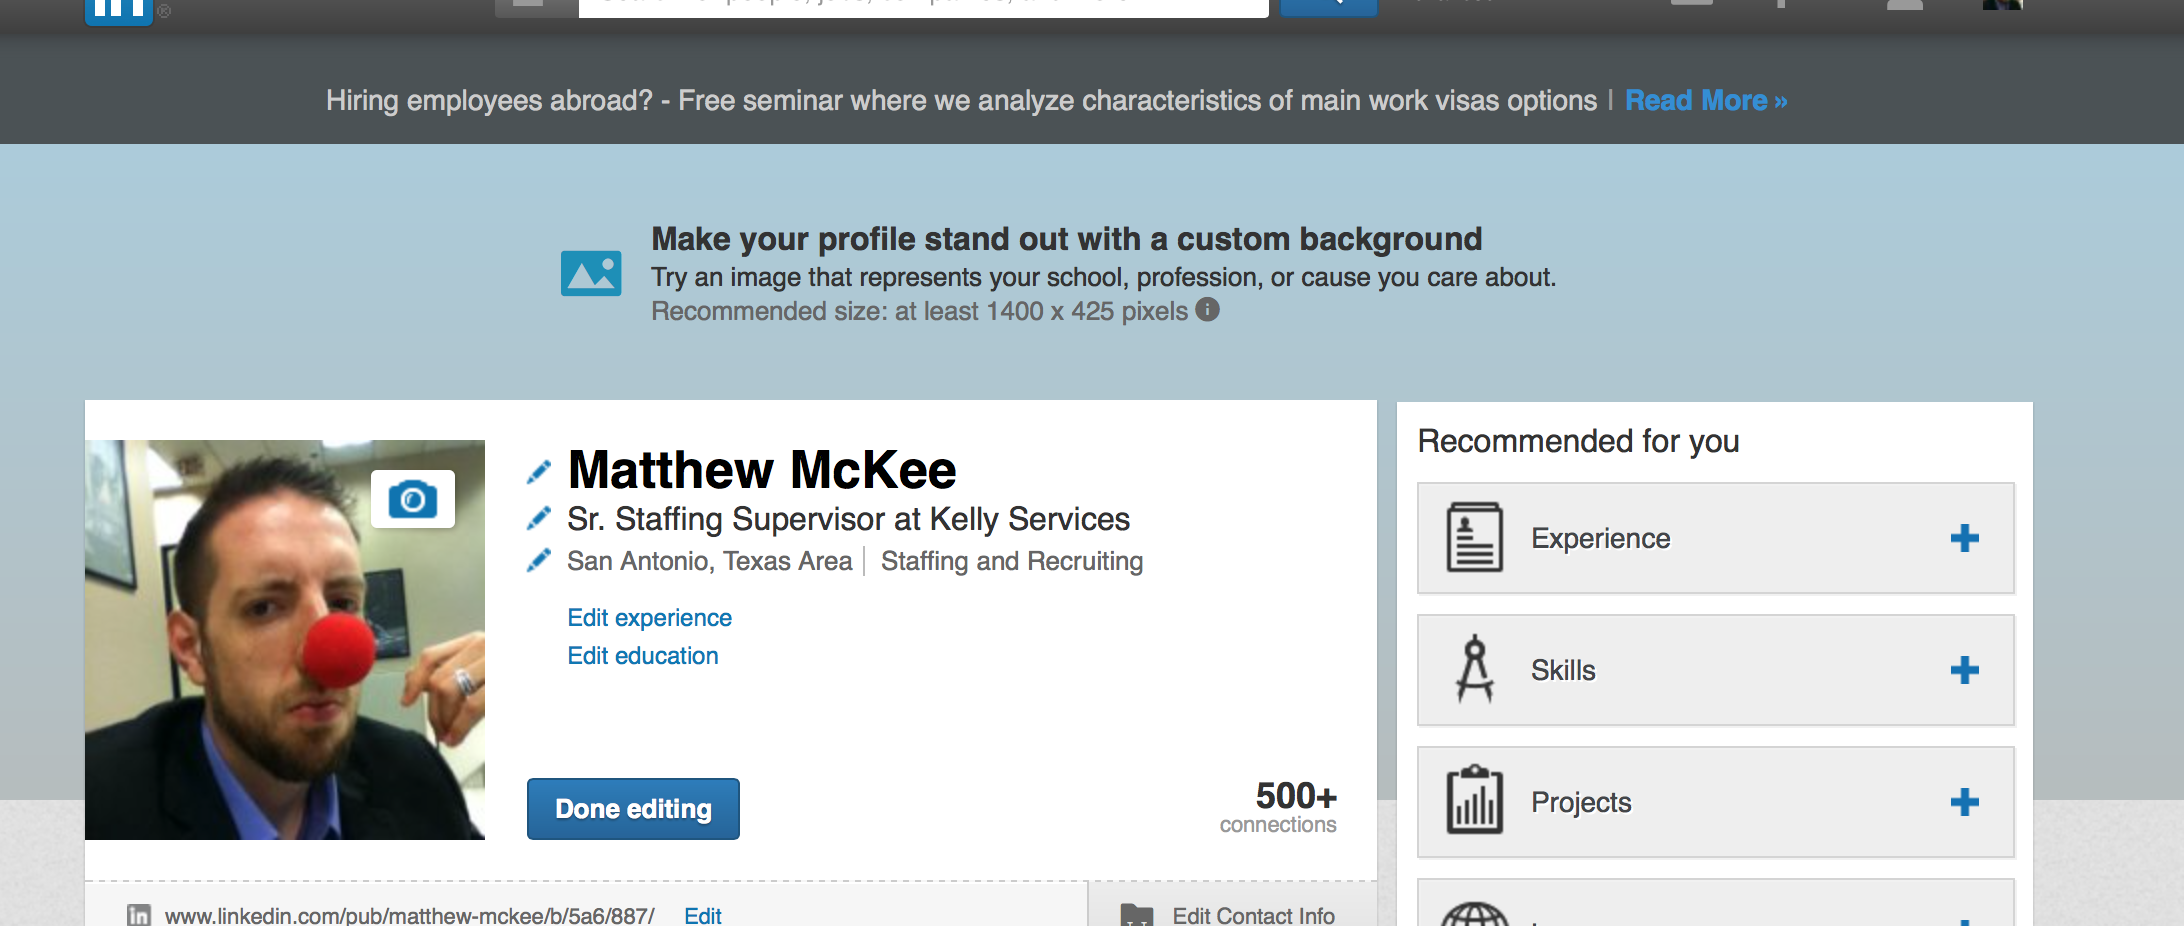 Hiring employees abroad? - Free seminar where we analyze characteristics of main work visas options | Read More »
Make your profile stand out with a custom background
Try an image that represents your school, profession, or cause you care about.
Recommended size: at least 1400 x 425 pixels
Matthew McKee
Sr. Staffing Supervisor at Kelly Services
San Antonio, Texas Area | Staffing and Recruiting
Edit experience
Edit education
Done editing
500+
connections
in www.linkedin.com/pub/matthew-mckee/b/5a6/887/ Edit
Edit Contact Info
Recommended for you
Experience
Skills
Projects